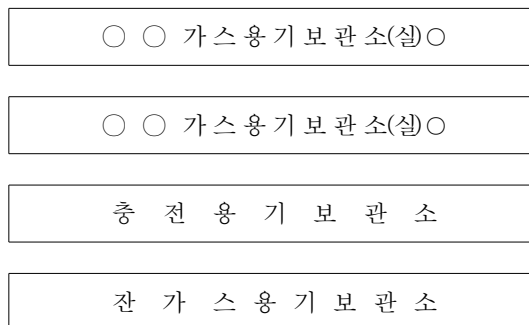 ○ ○ 가 스 용 기 보 관 소(실)○
○ ○ 가 스 용 기 보 관 소(실)○
충 전 용 기 보 관 소
잔 가 스 용 기 보 관 소